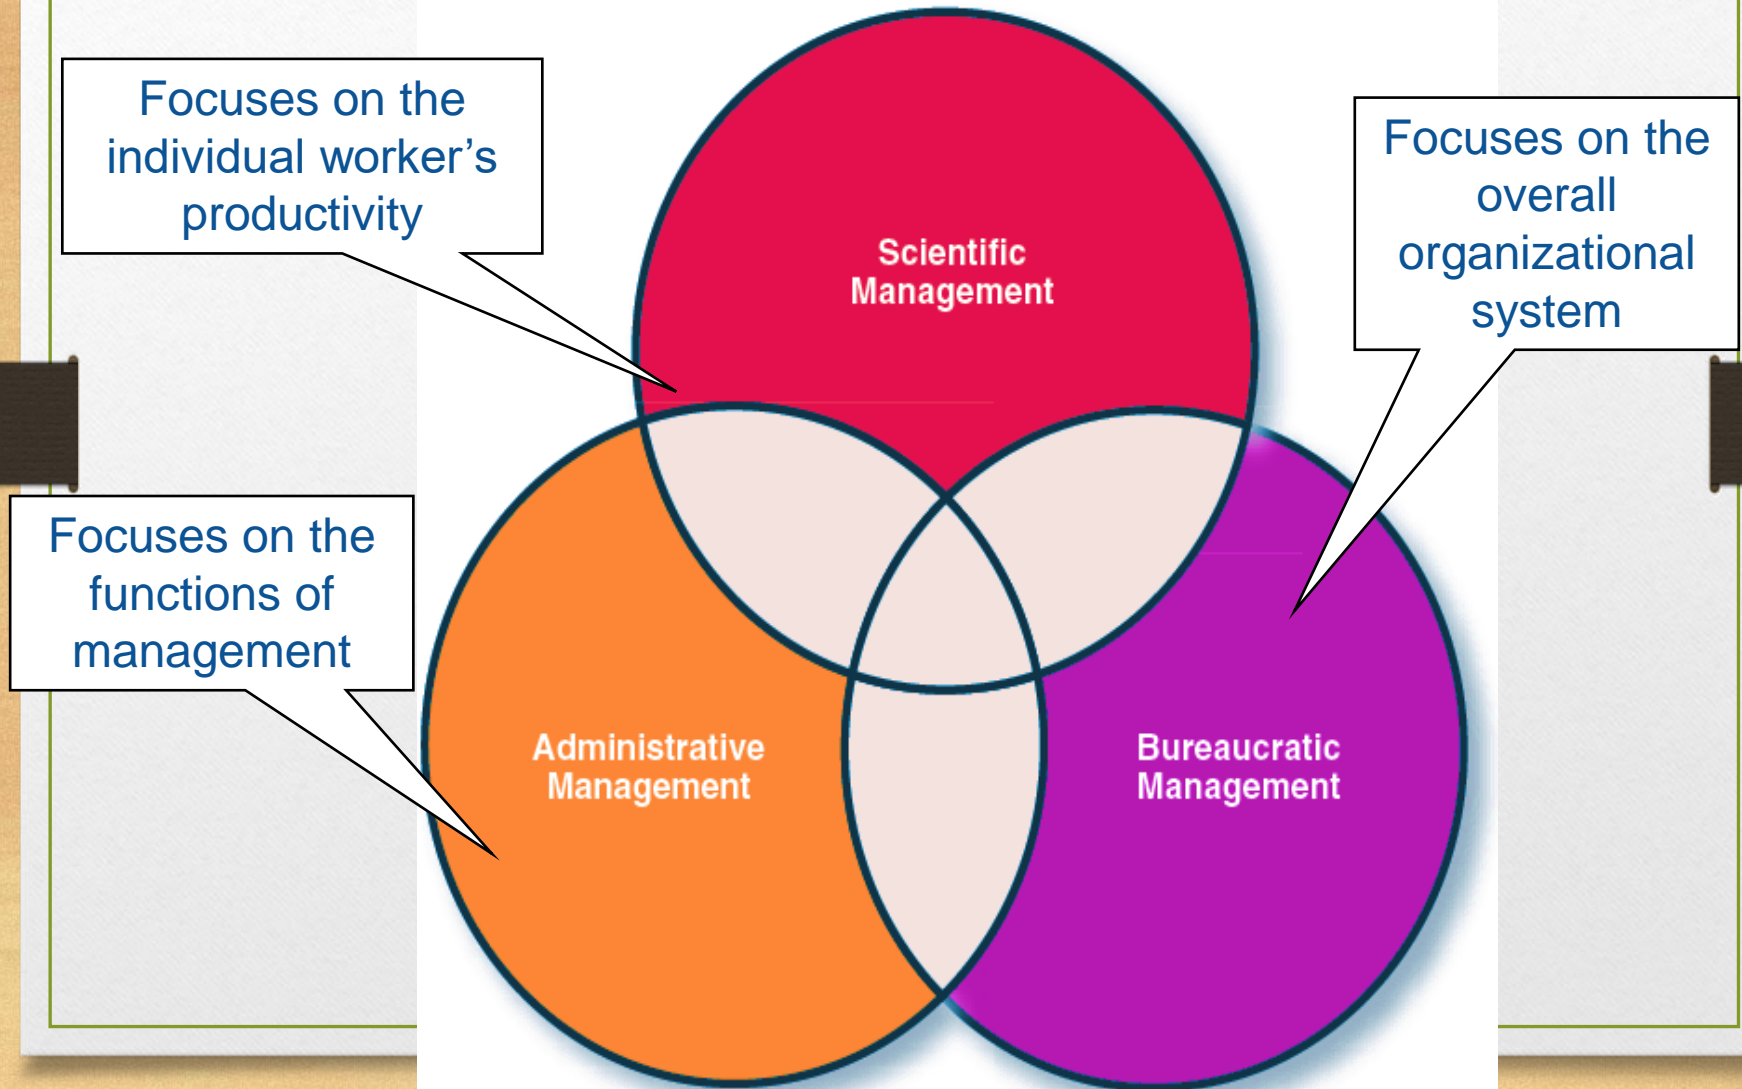 Focuses on the
individual worker’s
productivity
Scientific
Management
Focuses on the
overall
organizational
system
Focuses on the
functions of
management
Administrative
Management
Bureaucratic
Management